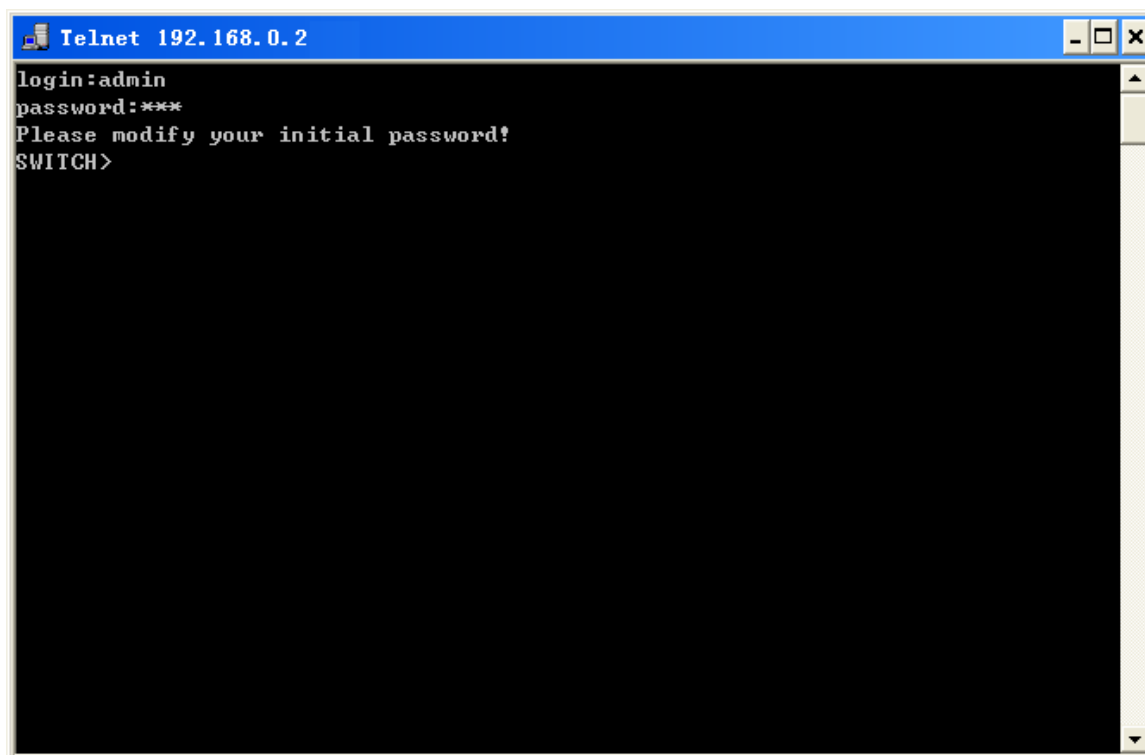 Telnet 192.168.0.2
login:admin
password:***
Please modify your initial password!
SWITCH>